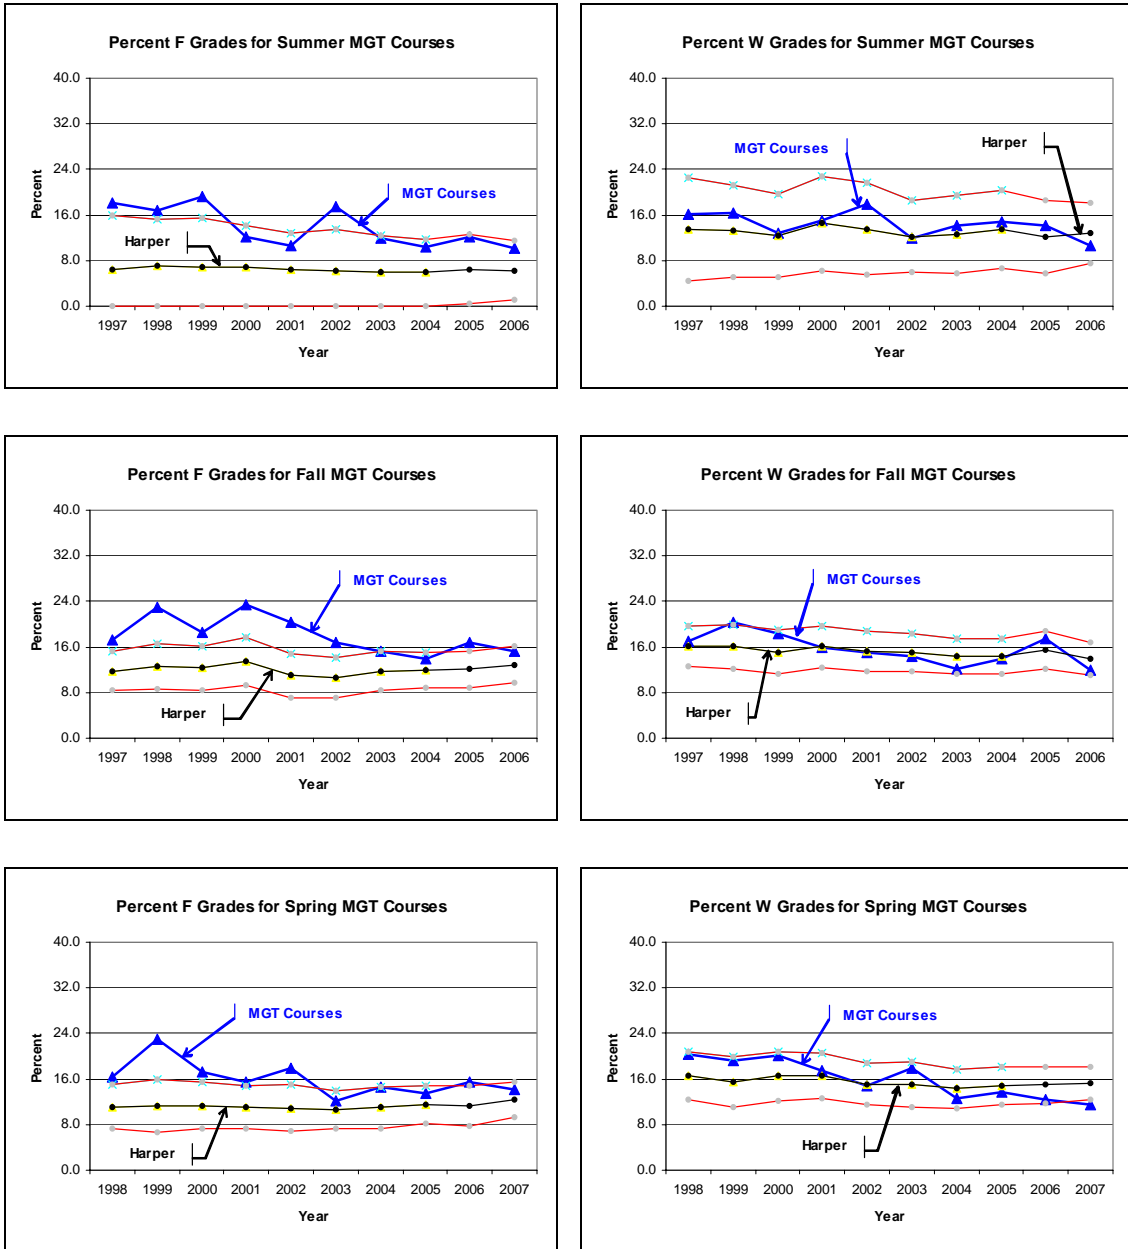 Percent F Grades for Summer MGT Courses
40.0
32.0
24.0
16.0
8.0
0.0
Percent
MGT Courses
Harper
1997 1998 1999 2000 2001 2002 2003 2004 2005 2006
Year
Percent W Grades for Summer MGT Courses
40.0
32.0
24.0
16.0
8.0
0.0
Percent
MGT Courses
Harper
1997 1998 1999 2000 2001 2002 2003 2004 2005 2006
Year
Percent F Grades for Fall MGT Courses
40.0
32.0
24.0
16.0
8.0
0.0
Percent
MGT Courses
Harper
1997 1998 1999 2000 2001 2002 2003 2004 2005 2006
Year
Percent W Grades for Fall MGT Courses
40.0
32.0
24.0
16.0
8.0
0.0
Percent
MGT Courses
Harper
1997 1998 1999 2000 2001 2002 2003 2004 2005 2006
Year
Percent F Grades for Spring MGT Courses
40.0
32.0
24.0
16.0
8.0
0.0
Percent
MGT Courses
Harper
1998 1999 2000 2001 2002 2003 2004 2005 2006 2007
Year
Percent W Grades for Spring MGT Courses
40.0
32.0
24.0
16.0
8.0
0.0
Percent
MGT Courses
Harper
1998 1999 2000 2001 2002 2003 2004 2005 2006 2007
Year